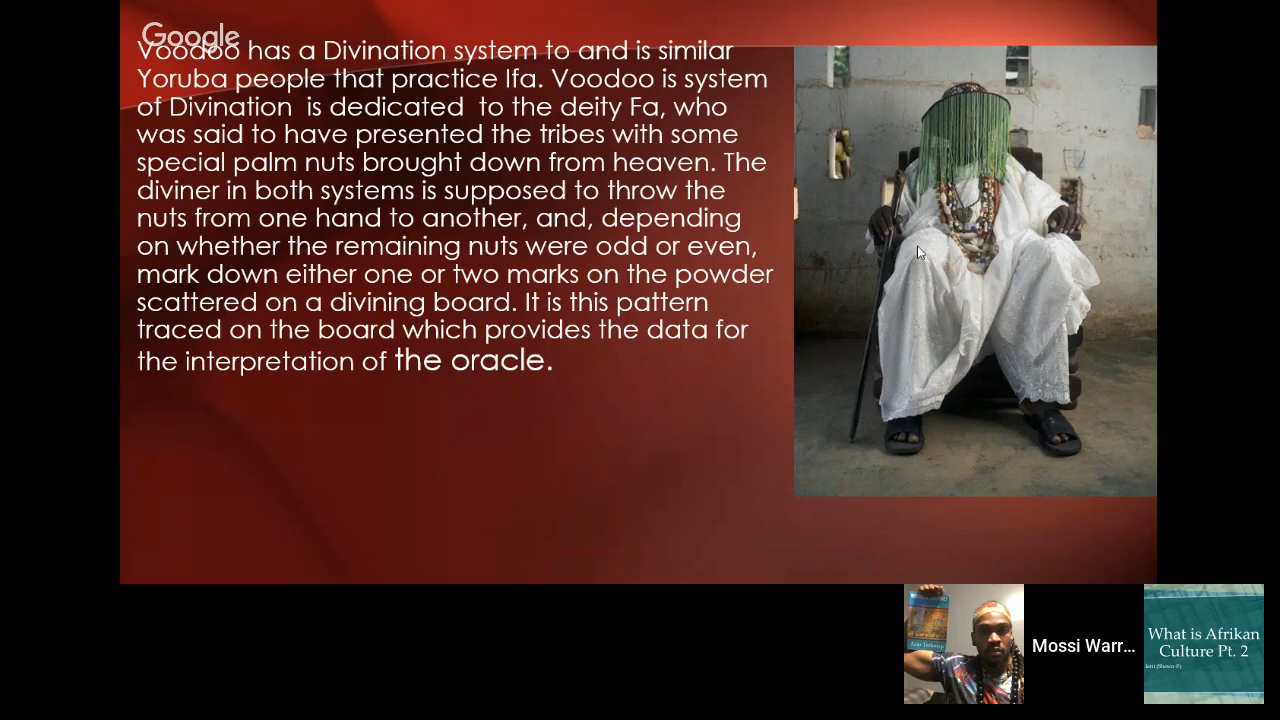 Google
Voodoo has a Divination system to and is similar
Yoruba people that practice Ifa. Voodoo is system
of Divination is dedicated to the deity Fa, who
was said to have presented the tribes with some
special palm nuts brought down from heaven. The
diviner in both systems is supposed to throw the
nuts from one hand to another, and, depending
on whether the remaining nuts were odd or even,
mark down either one or two marks on the powder
scattered on a divining board. It is this pattern
traced on the board which provides the data for
the interpretation of the oracle.
Mossi Warr...
What is Afrikan
Culture Pt. 2